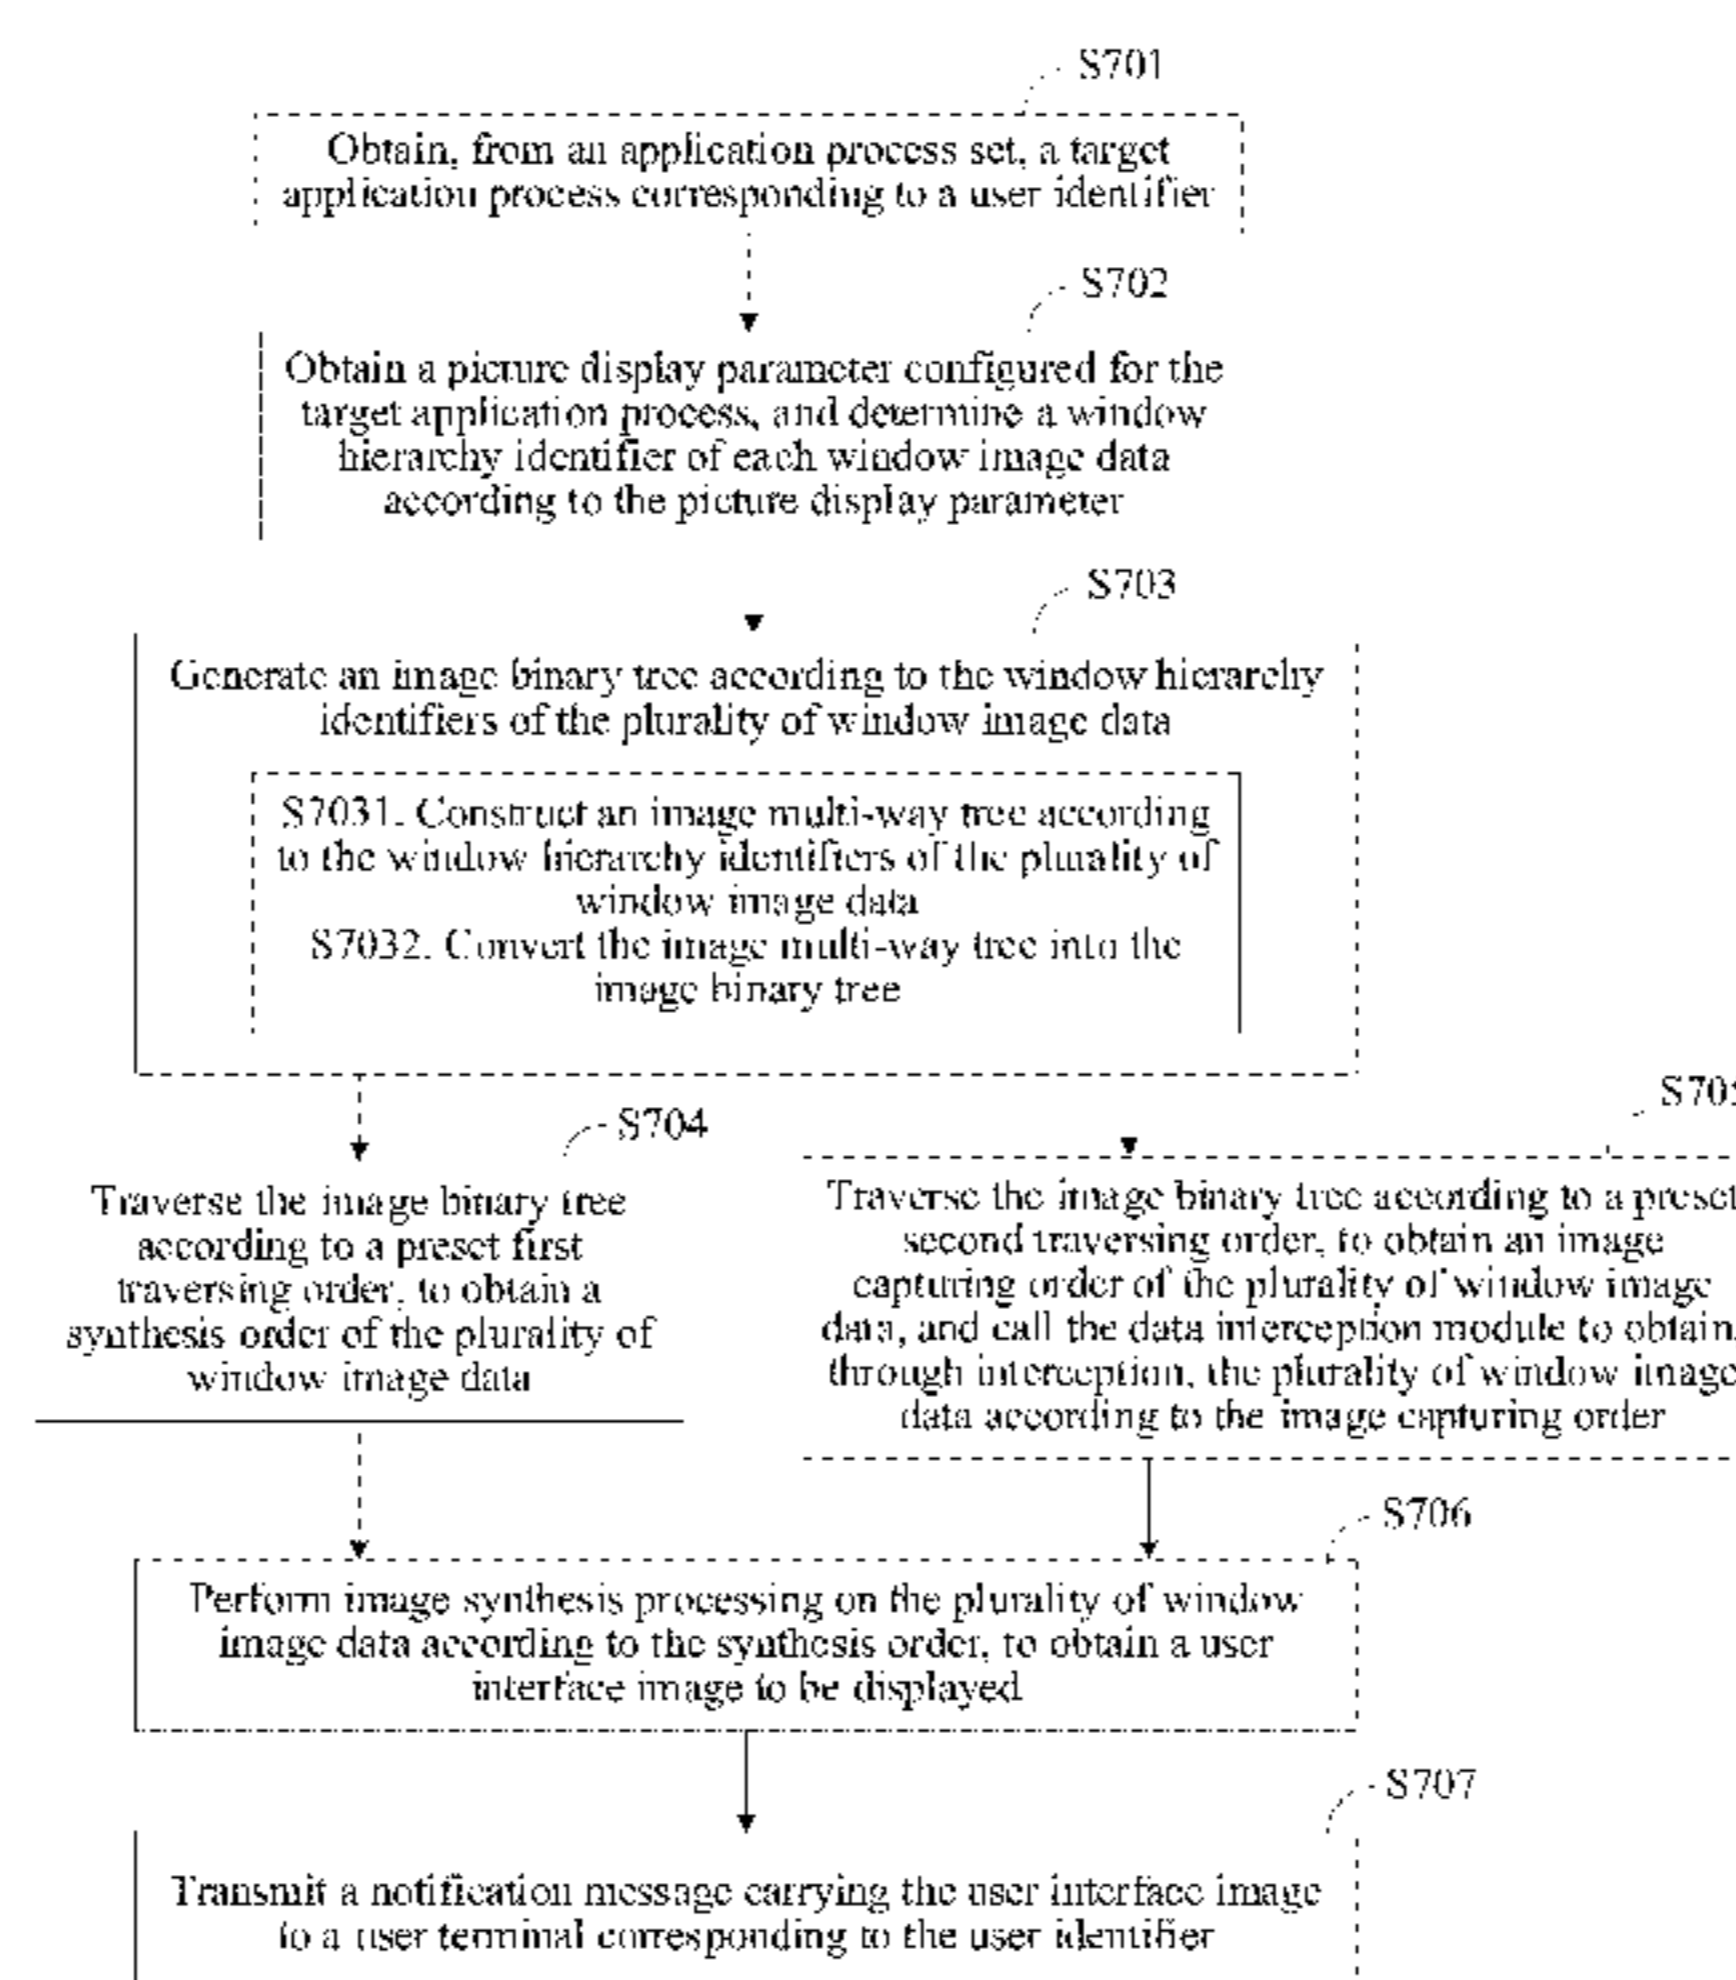 S701
Obtain, from an application process set, a target
application process corresponding to a user identifier
S702
Obtain a picture display parameter configured for the
target application process, and determine a window
hierarchy identifier of each window image data
according to the picture display parameter
S703
Generate an image binary tree according to the window hierarchy
identifiers of the plurality of window image data
S7031. Construct an image multi-way tree according
to the window hierarchy identifiers of the plurality of
window image data
S7032. Convert the image multi-way tree into the
image binary tree
S704
Traverse the image binary tree
according to a preset first
traversing order, to obtain a
synthesis order of the plurality of
window image data
Traverse the image binary tree according to a preset
second traversing order, to obtain an image
capturing order of the plurality of window image
data, and call the data interception module to obtain,
through interception, the plurality of window image
data according to the image capturing order
S706
Perform image synthesis processing on the plurality of window
image data according to the synthesis order, to obtain a user
interface image to be displayed
S707
Transmit a notification message carrying the user interface image
to a user terminal corresponding to the user identifier